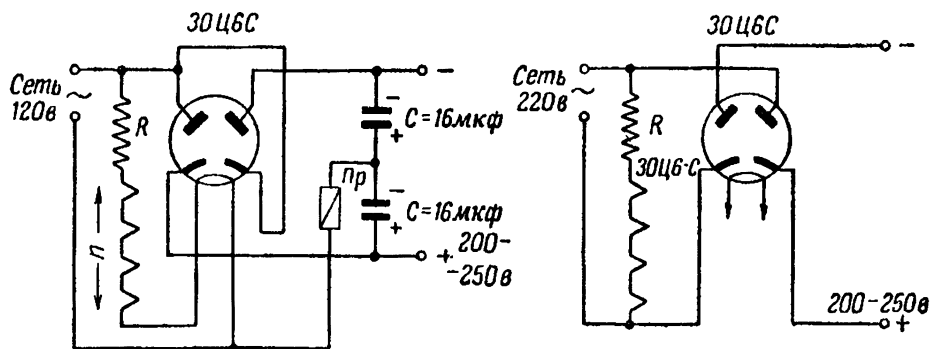 30Ц6С
Сеть
~
120в
R
n
−
−
+
C=16мкф
пр
−
C=16мкф
+
+ 200-
-250в
30Ц6С
−
Сеть
~
220в
R
30Ц6-С
200-250в
+